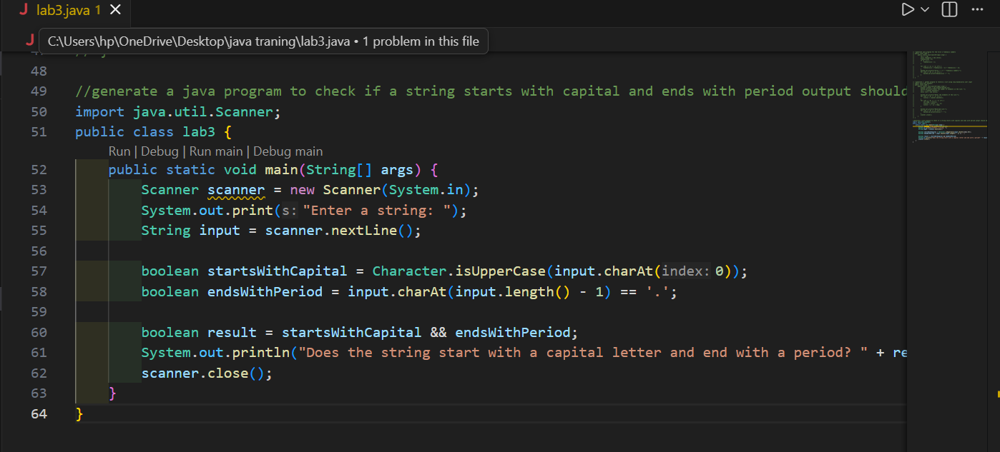 J lab3.java 1 ×
J C:\Users\hp\OneDrive\Desktop\java traning\lab3.java • 1 problem in this file
48
49 //generate a java program to check if a string starts with capital and ends with period output should
50 import java.util.Scanner;
51 public class lab3 {
Run | Debug | Run main | Debug main
52 public static void main(String[] args) {
53 Scanner scanner = new Scanner(System.in);
54 System.out.print(s: "Enter a string: ");
55 String input = scanner.nextLine();
56
57 boolean startsWithCapital = Character.isUpperCase(input.charAt(index: 0));
58 boolean endsWithPeriod = input.charAt(input.length() - 1) == '.';
59
60 boolean result = startsWithCapital && endsWithPeriod;
61 System.out.println("Does the string start with a capital letter and end with a period? " + re
62 scanner.close();
63 }
64 }